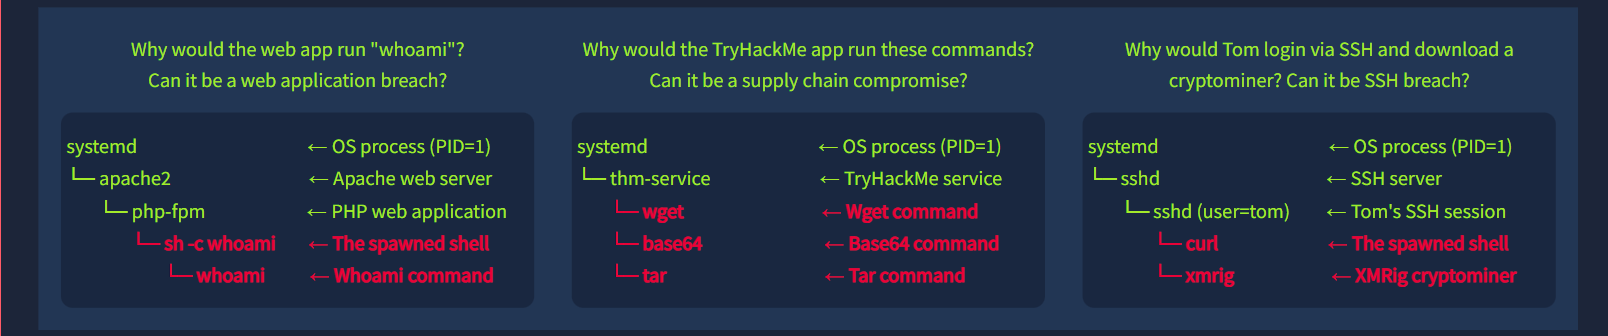 Why would the web app run "whoami"?
Can it be a web application breach?
systemd ← OS process (PID=1)
└─ apache2 ← Apache web server
└─ php-fpm ← PHP web application
└─ sh -c whoami ← The spawned shell
└─ whoami ← Whoami command
Why would the TryHackMe app run these commands?
Can it be a supply chain compromise?
systemd ← OS process (PID=1)
└─ thm-service ← TryHackMe service
└─ wget ← Wget command
└─ base64 ← Base64 command
└─ tar ← Tar command
Why would Tom login via SSH and download a
cryptominer? Can it be SSH breach?
systemd ← OS process (PID=1)
└─ sshd ← SSH server
└─ sshd (user=tom) ← Tom's SSH session
└─ curl ← The spawned shell
└─ xmrig ← XMRig cryptominer